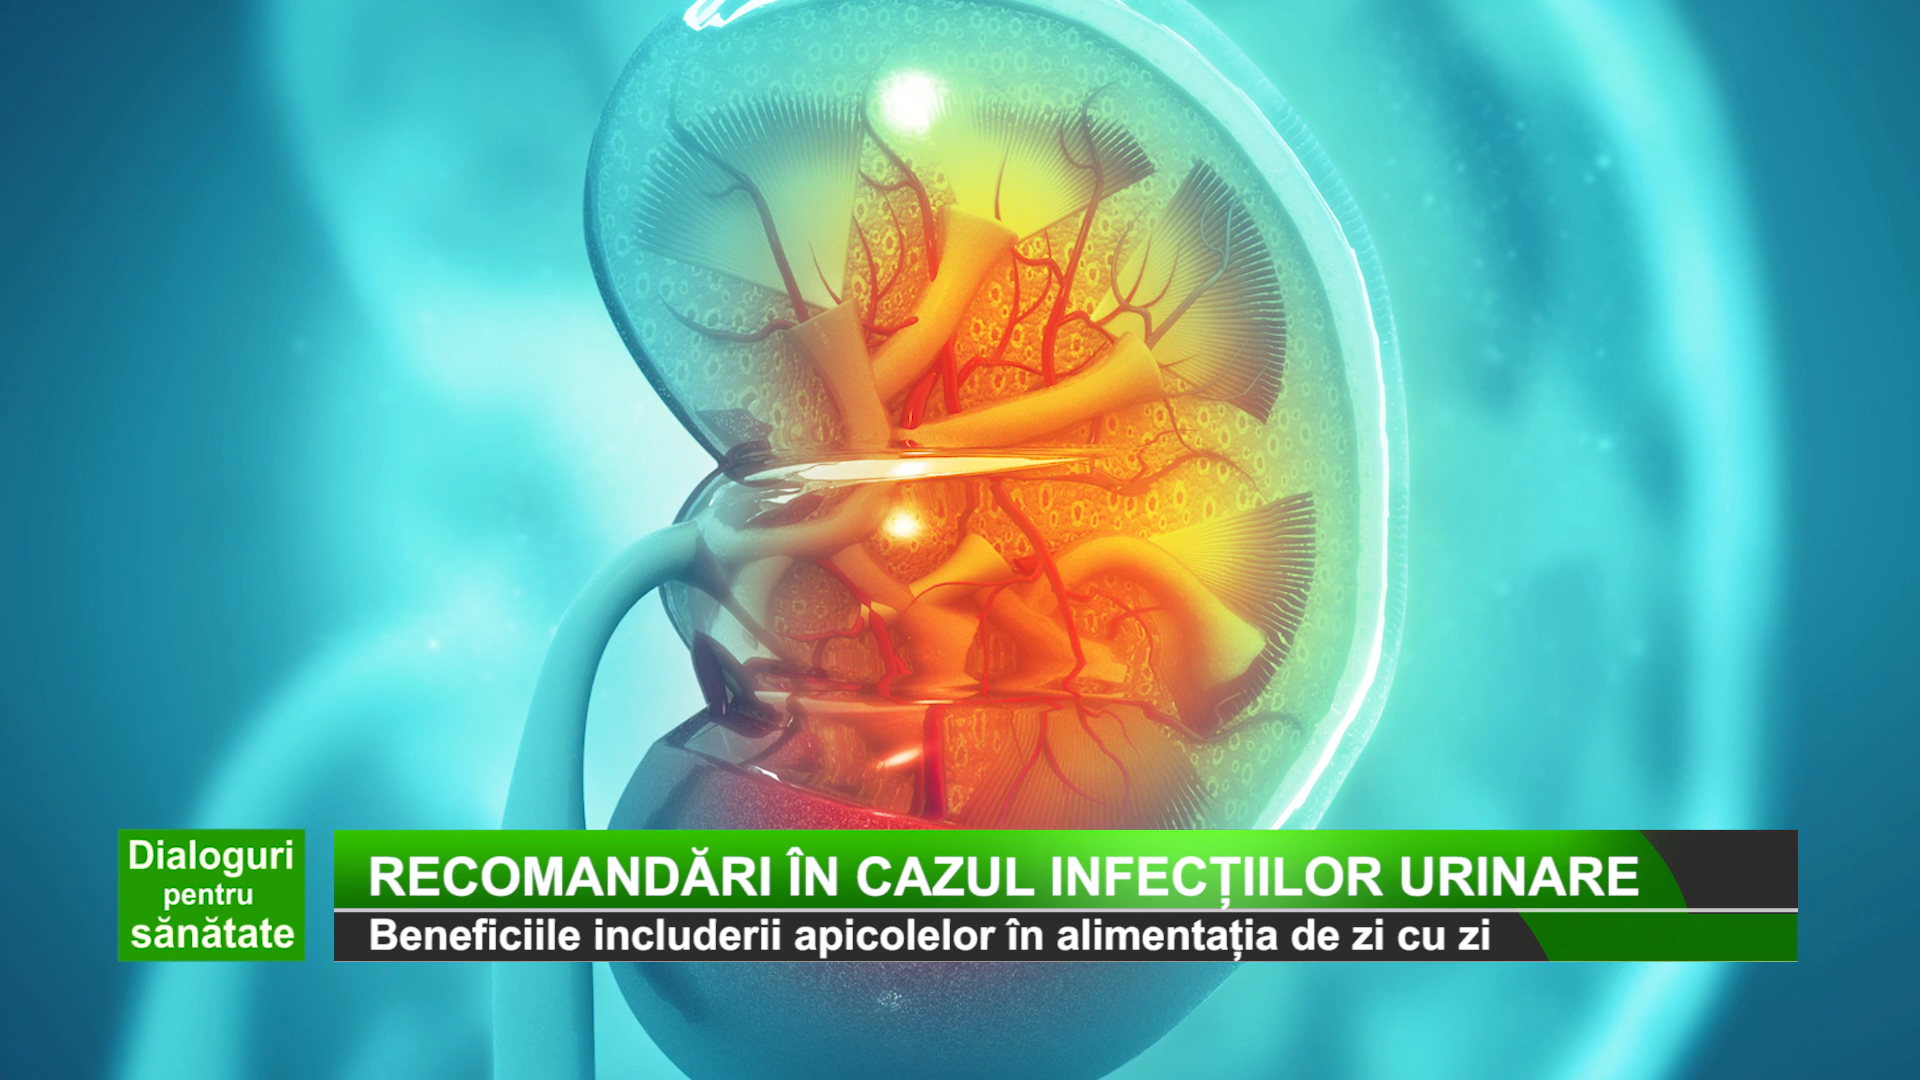 Dialoguri
pentru
sănătate
RECOMANDĂRI ÎN CAZUL INFECȚIILOR URINARE
Beneficiile includerii apicolelor în alimentația de zi cu zi